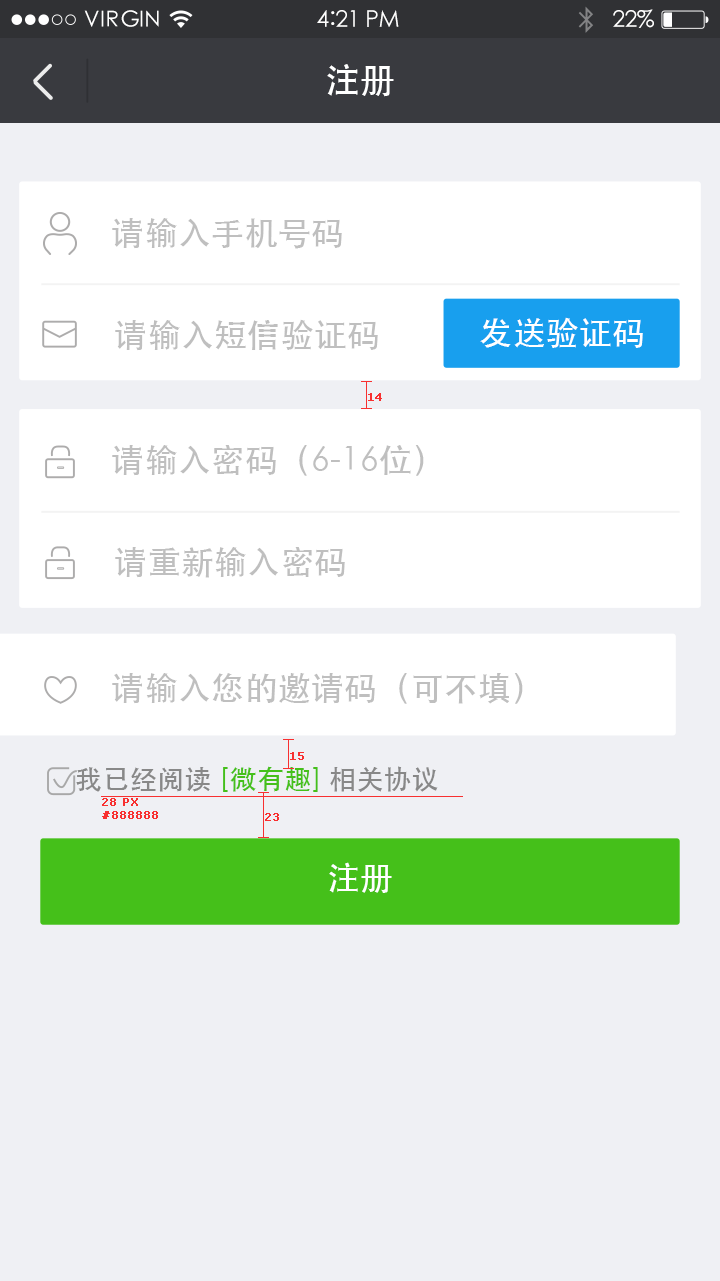 VIRGIN 4:21 PM 22%
注册
请输入手机号码
请输入短信验证码 发送验证码
14
请输入密码（6-16位）
请重新输入密码
请输入您的邀请码（可不填）
15
我已经阅读 [微有趣] 相关协议
28 PX
#888888
23
注册